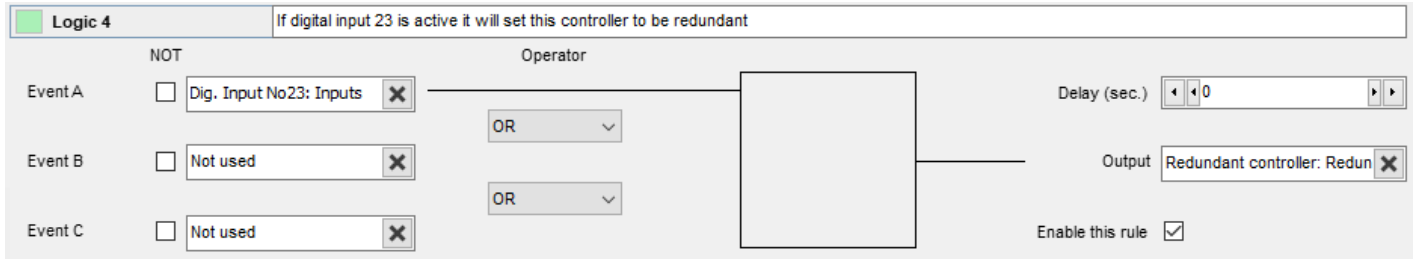 Logic 4 If digital input 23 is active it will set this controller to be redundant
NOT Operator
Event A Dig. Input No23: Inputs Delay (sec.) 0
OR
Event B Not used Output Redundant controller: Redun
OR
Event C Not used Enable this rule